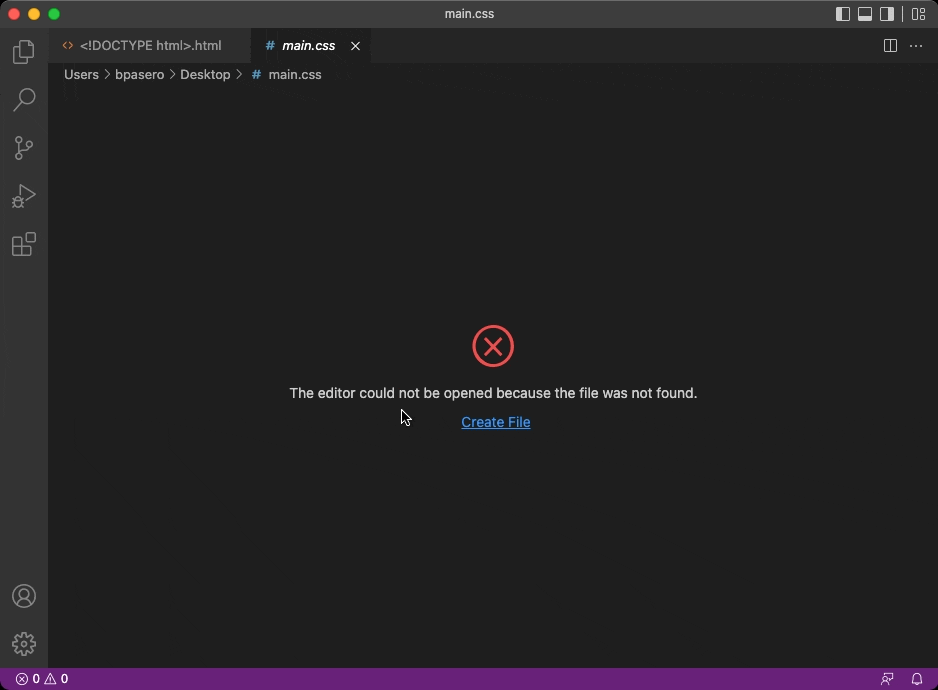 main.css
<!DOCTYPE html>.html # main.css
Users > bpasero > Desktop > # main.css
The editor could not be opened because the file was not found.
Create File
0 0